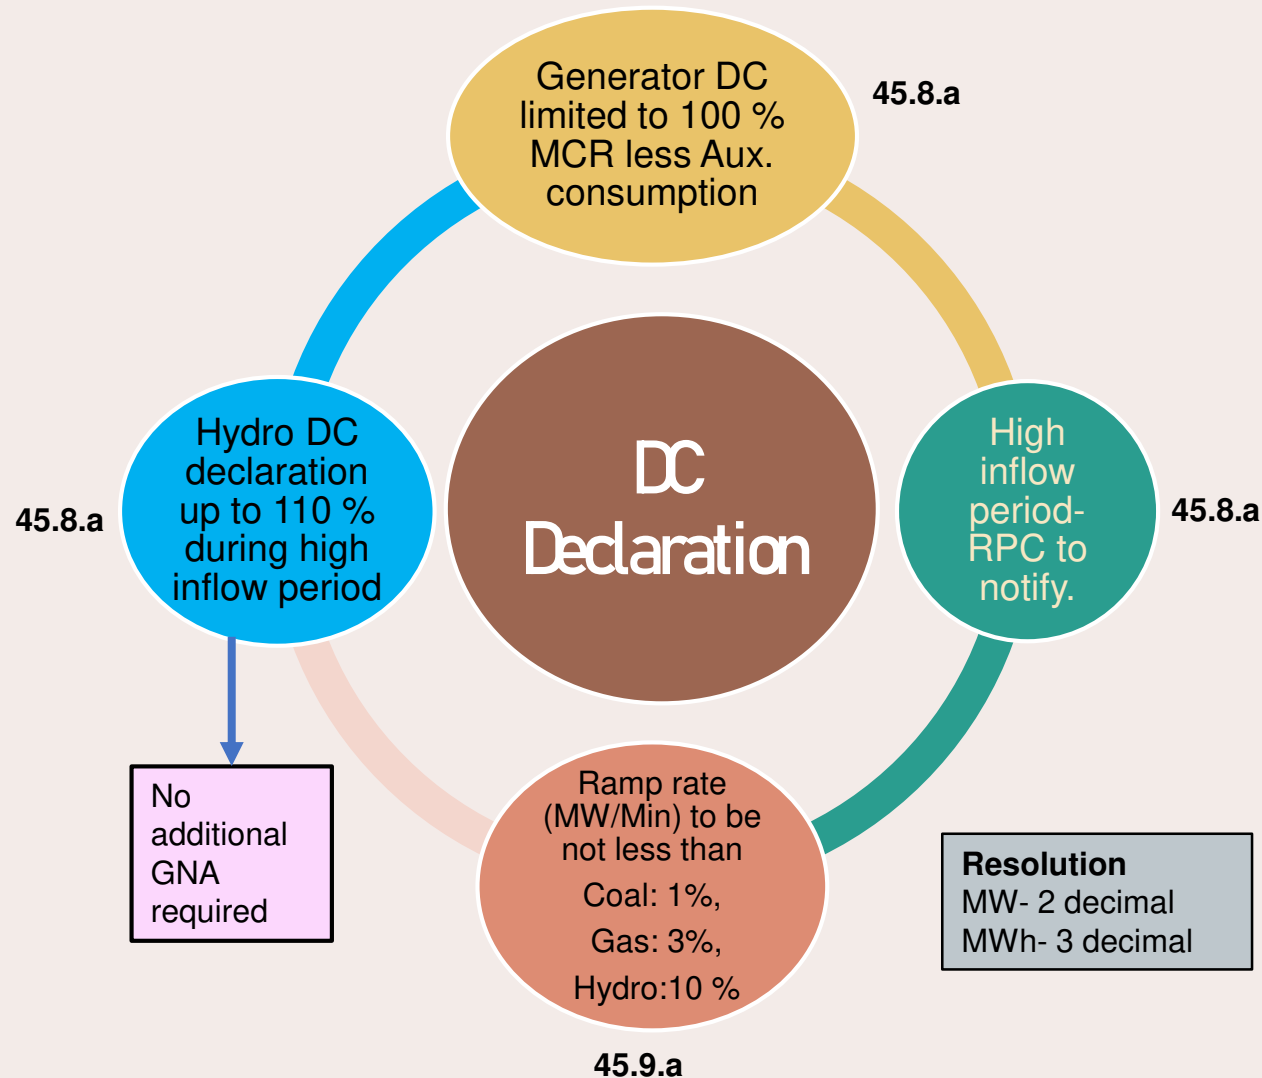 Generator DC
limited to 100 %
MCR less Aux.
consumption
45.8.a
Hydro DC
declaration
up to 110 %
during high
inflow period
45.8.a
DC
Declaration
High
inflow
period-
RPC to
notify.
45.8.a
No
additional
GNA
required
Ramp rate
(MW/Min) to be
not less than
Coal: 1%,
Gas: 3%,
Hydro:10 %
45.9.a
Resolution
MW- 2 decimal
MWh- 3 decimal